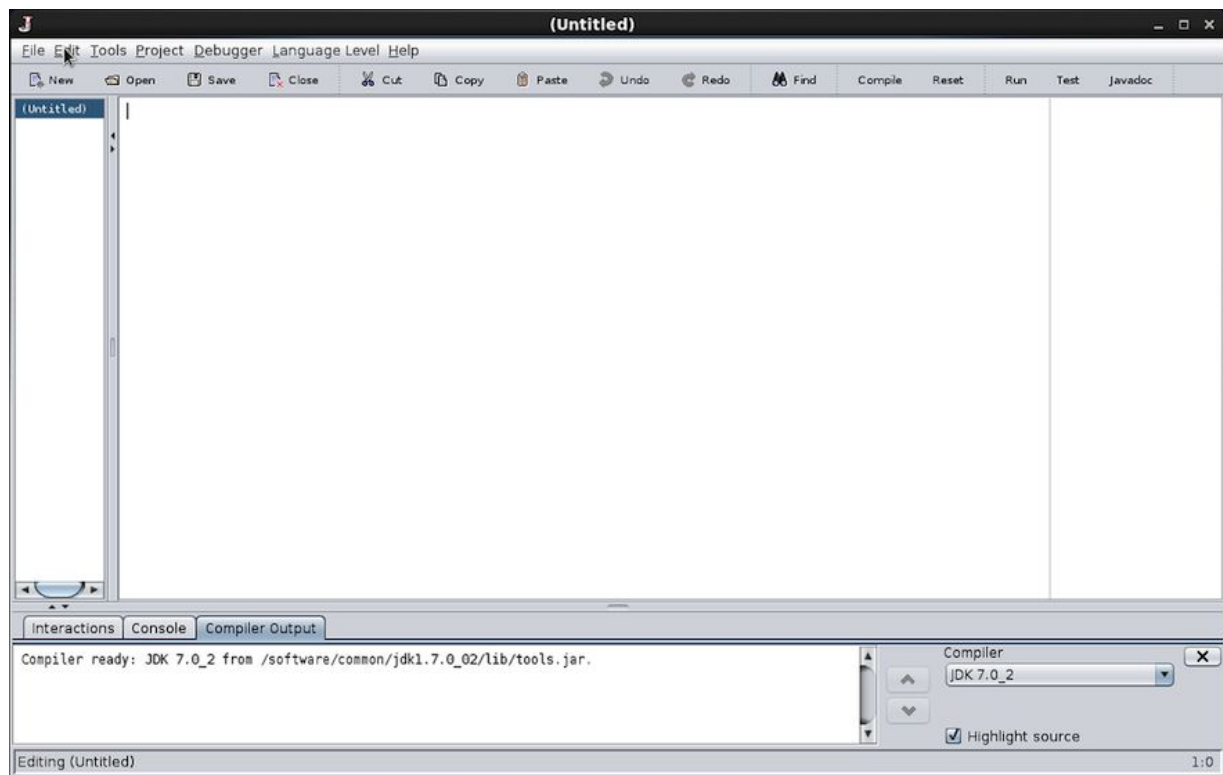 (Untitled)
File Edit Tools Project Debugger Language Level Help
New Open Save Close Cut Copy Paste Undo Redo Find Compile Reset Run Test Javadoc
(Untitled)
Interactions Console Compiler Output
Compiler ready: JDK 7.0_2 from /software/common/jdk1.7.0_02/lib/tools.jar.
Compiler
JDK 7.0_2
Highlight source
Editing (Untitled) 1:0